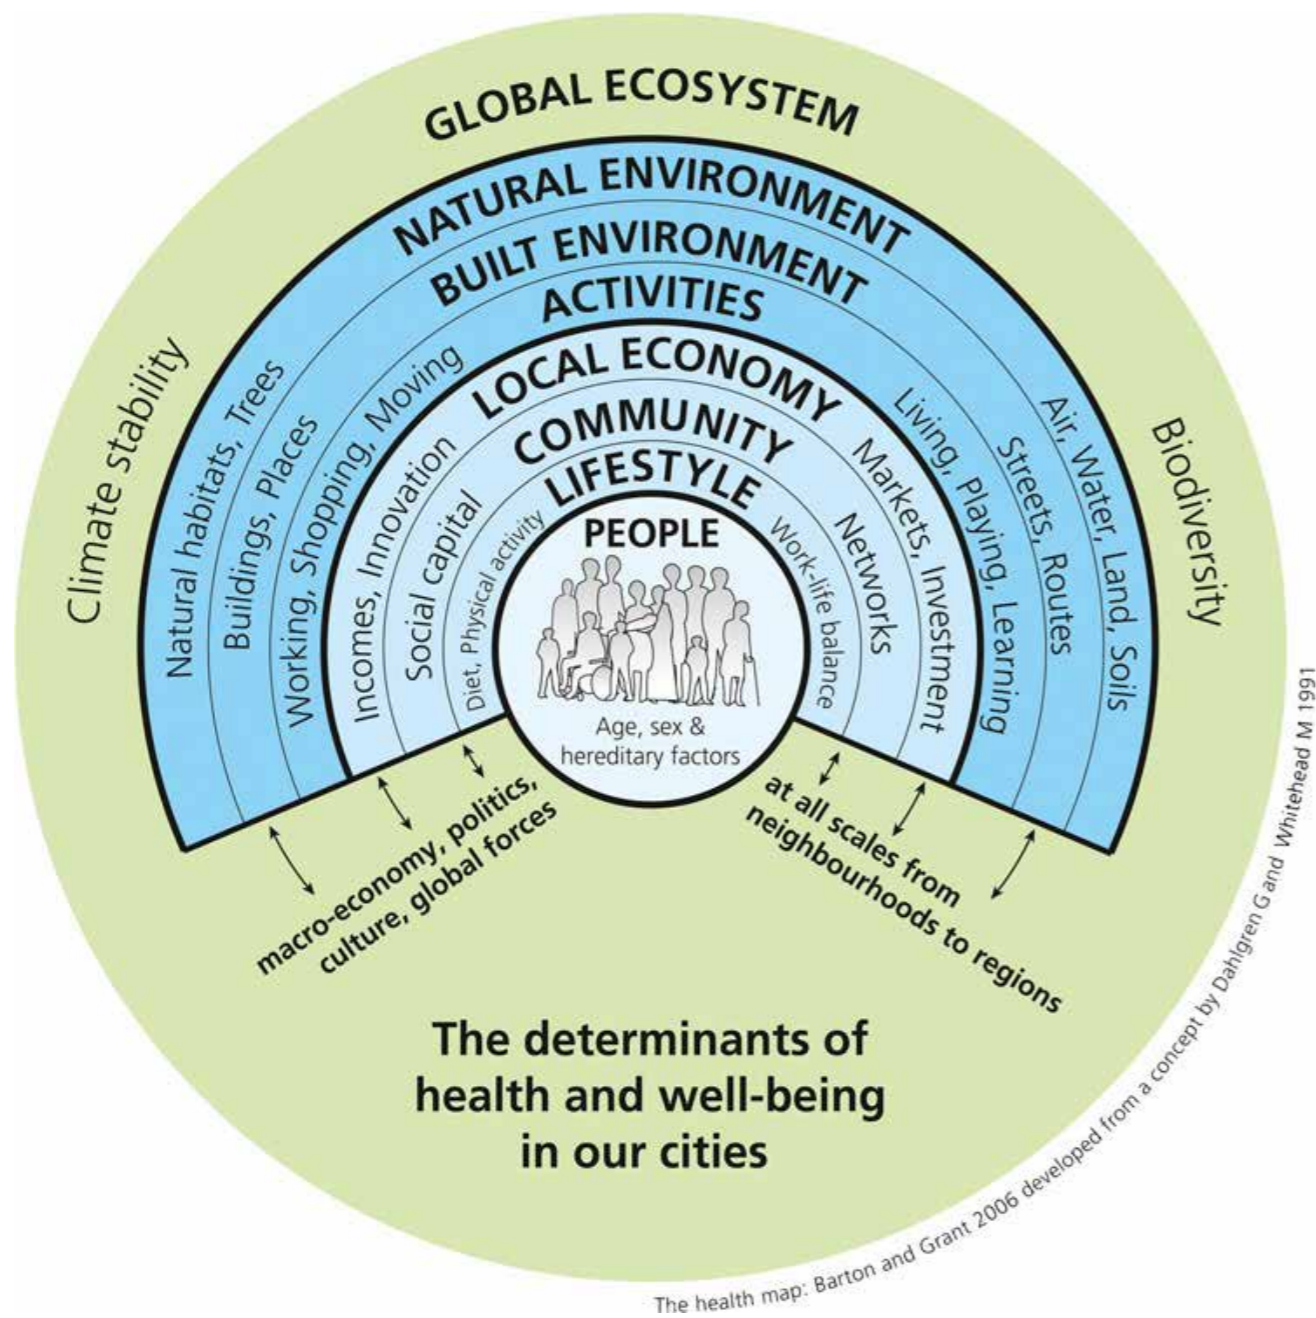 GLOBAL ECOSYSTEM
Climate stability
Biodiversity
NATURAL ENVIRONMENT
Natural habitats, Trees
Air, Water, Land, Soils
BUILT ENVIRONMENT
Buildings, Places
Streets, Routes
ACTIVITIES
Working, Shopping, Moving
Living, Playing, Learning
LOCAL ECONOMY
Incomes, Innovation
Markets, Investment
COMMUNITY
Social capital
Networks
LIFESTYLE
Diet, Physical activity
Work-life balance
PEOPLE
Age, sex &
hereditary factors
macro-economy, politics,
culture, global forces
at all scales from
neighbourhoods to regions
The determinants of
health and well-being
in our cities
The health map: Barton and Grant 2006 developed from a concept by Dahlgren G and Whitehead M 1991